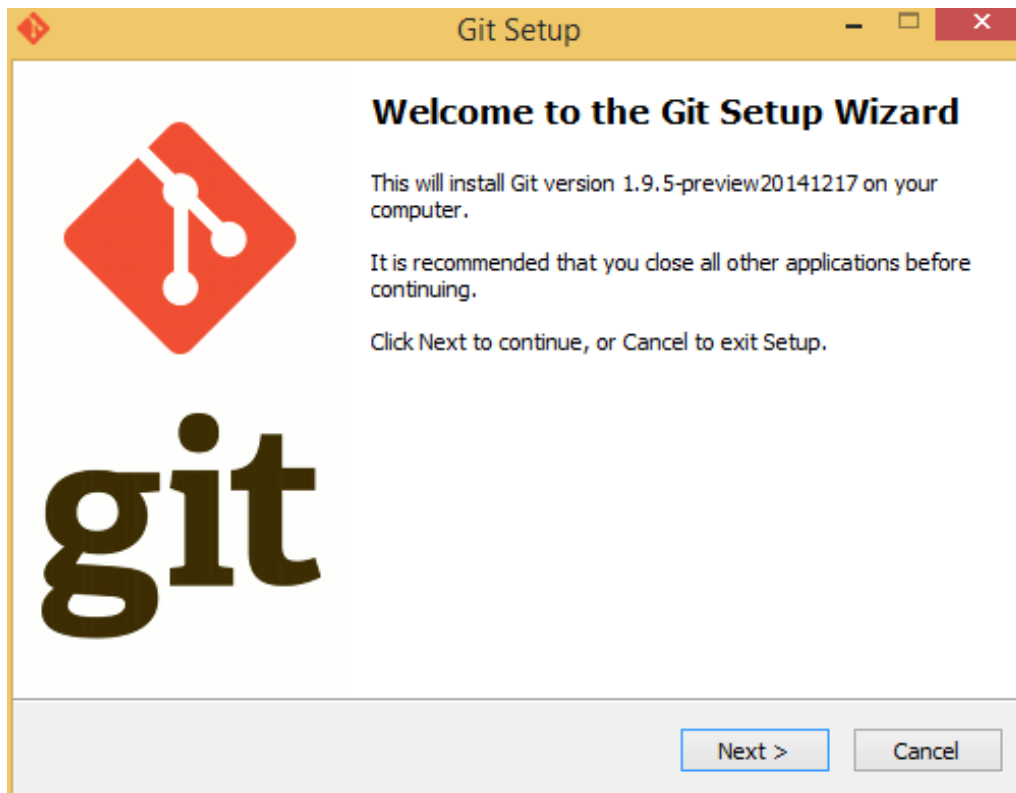 Git Setup
Welcome to the Git Setup Wizard
This will install Git version 1.9.5-preview20141217 on your
computer.
It is recommended that you close all other applications before
continuing.
Click Next to continue, or Cancel to exit Setup.
git
Next >
Cancel